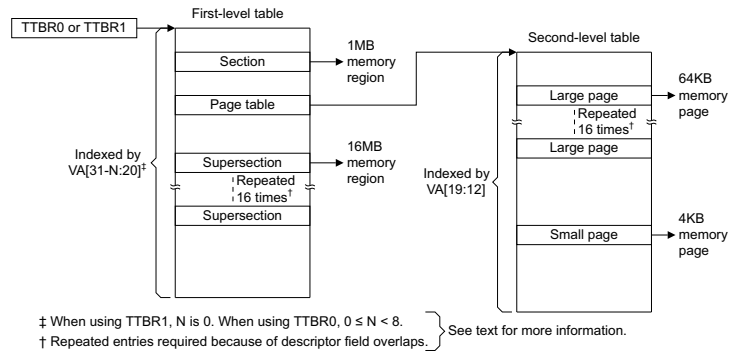 TTBR0 or TTBR1
First-level table
Section
1MB
memory
region
Page table
Supersection
16MB
memory
region
Repeated
16 times†
Supersection
Indexed by
VA[31-N:20]‡
Second-level table
Large page
64KB
memory
page
Repeated
16 times†
Large page
Indexed by
VA[19:12]
Small page
4KB
memory
page
‡ When using TTBR1, N is 0. When using TTBR0, 0 ≤ N < 8.
† Repeated entries required because of descriptor field overlaps.
See text for more information.